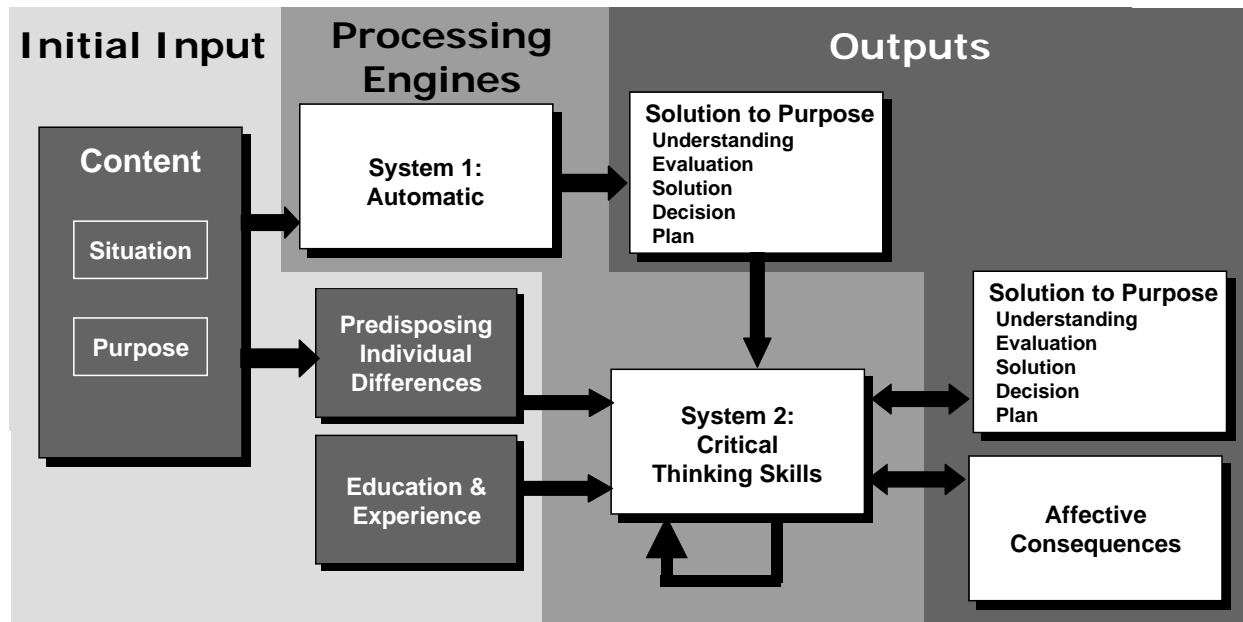 Initial Input
Processing
Engines
Outputs
Content
Situation
Purpose
System 1:
Automatic
Solution to Purpose
Understanding
Evaluation
Solution
Decision
Plan
Predisposing
Individual
Differences
Education &
Experience
System 2:
Critical
Thinking Skills
Solution to Purpose
Understanding
Evaluation
Solution
Decision
Plan
Affective
Consequences